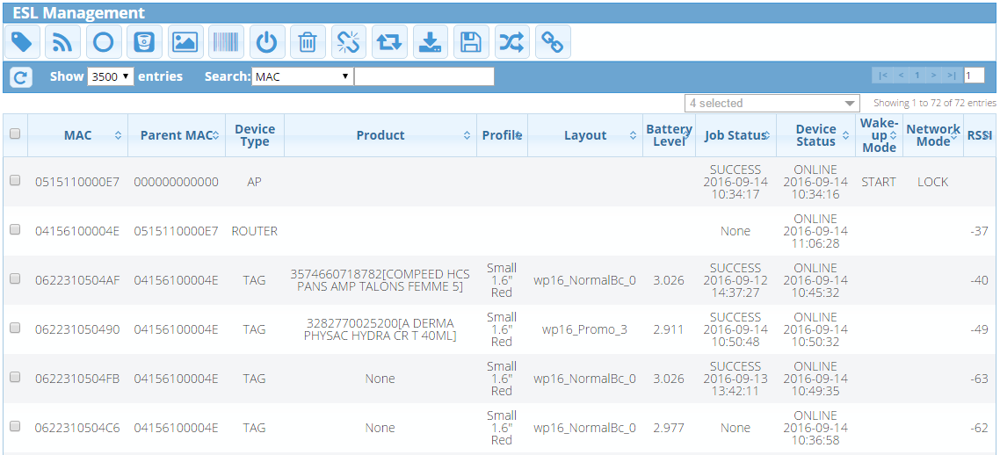 ESL Management
Show 3500 entries Search: MAC |< < 1 > >| 1
4 selected Showing 1 to 72 of 72 entries
MAC Parent MAC Device Type Product Profile Layout Battery Level Job Status Device Status Wake-up Mode Network Mode RSSI
0515110000E7 000000000000 AP SUCCESS 2016-09-14 10:34:17 ONLINE 2016-09-14 10:34:16 START LOCK
04156100004E 0515110000E7 ROUTER None ONLINE 2016-09-14 11:06:28 -37
0622310504AF 04156100004E TAG 3574660718782[COMPEED HCS PANS AMP TALONS FEMME 5] Small 1.6" Red wp16_NormalBc_0 3.026 SUCCESS 2016-09-12 14:37:27 ONLINE 2016-09-14 10:45:32 -40
062231050490 04156100004E TAG 3282770025200[A DERMA PHYSAC HYDRA CR T 40ML] Small 1.6" Red wp16_Promo_3 2.911 SUCCESS 2016-09-14 10:50:48 ONLINE 2016-09-14 10:50:32 -49
0622310504FB 04156100004E TAG None Small 1.6" Red wp16_NormalBc_0 3.026 SUCCESS 2016-09-13 13:42:11 ONLINE 2016-09-14 10:49:35 -63
0622310504C6 04156100004E TAG None Small 1.6" Red wp16_NormalBc_0 2.977 None ONLINE 2016-09-14 10:36:58 -62